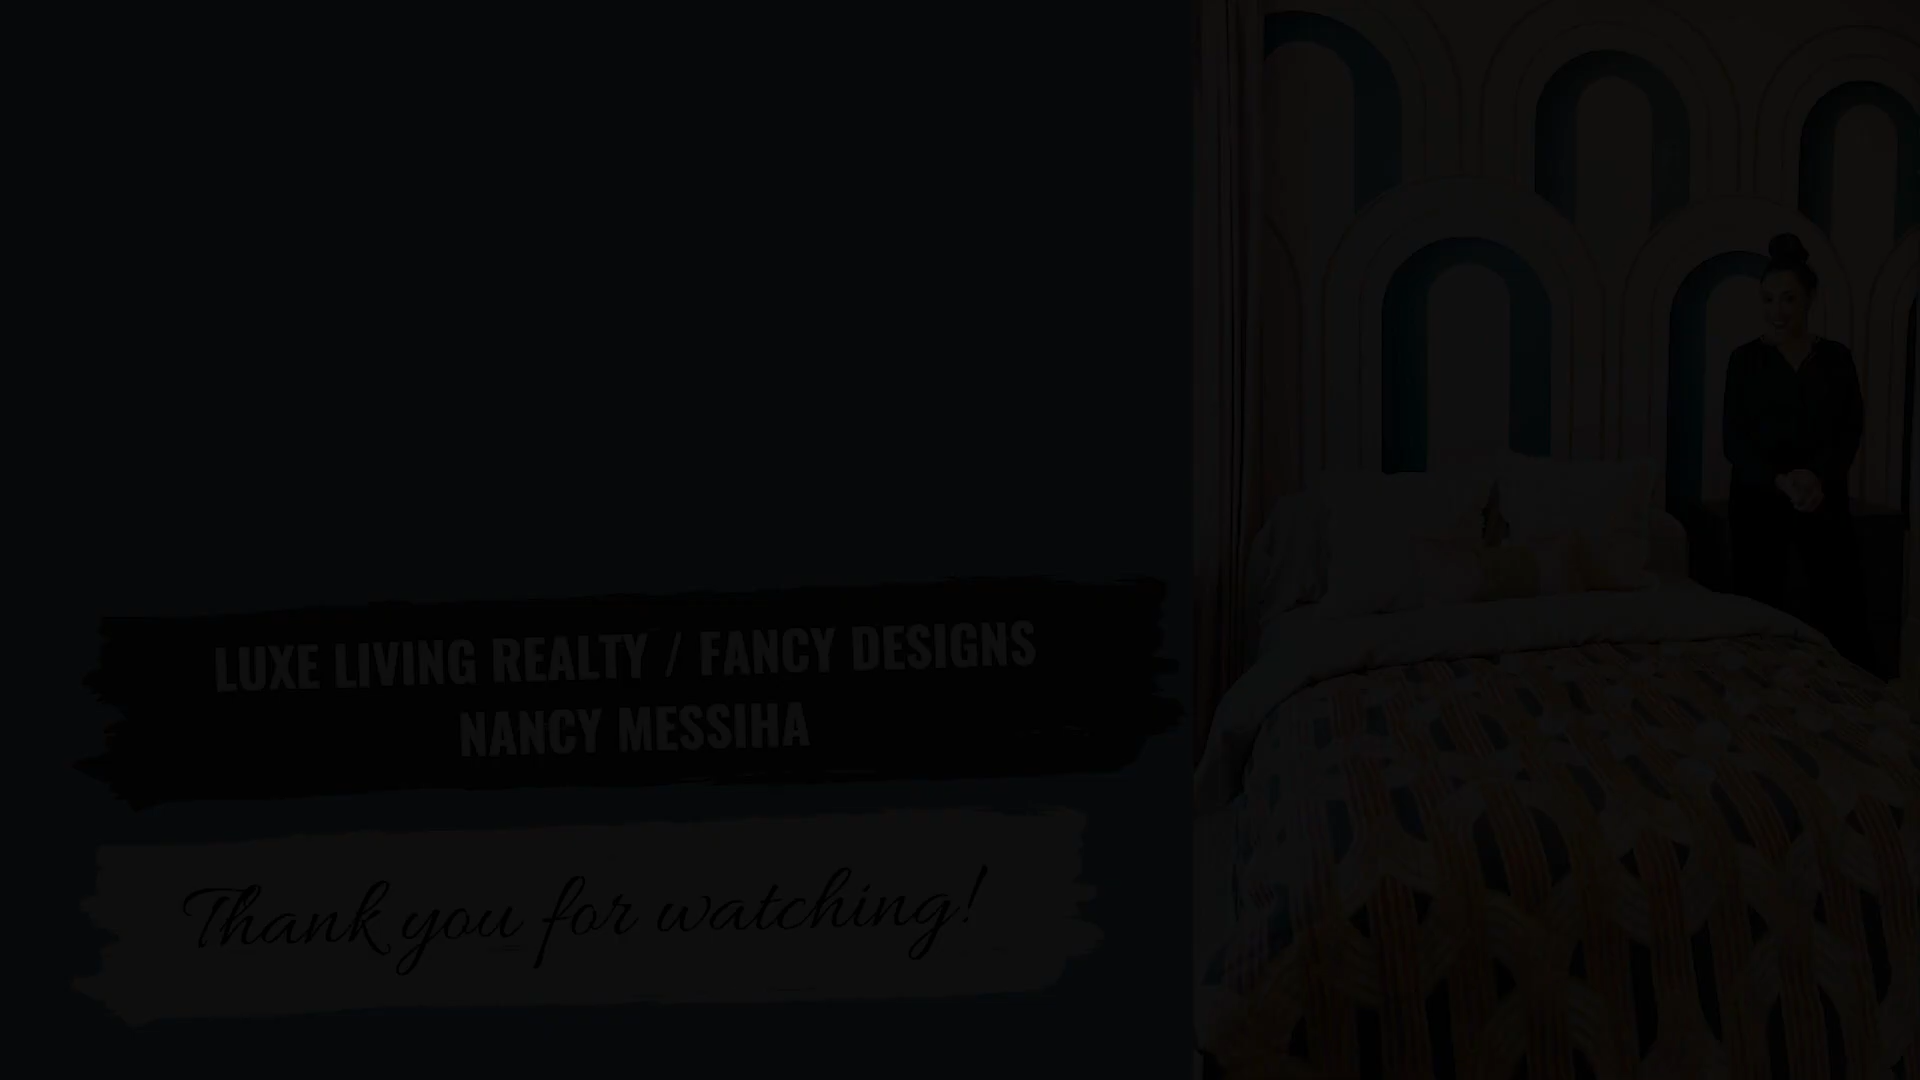 LUXE LIVING REALTY / FANCY DESIGNS
NANCY MESSIHA
Thank you for watching!